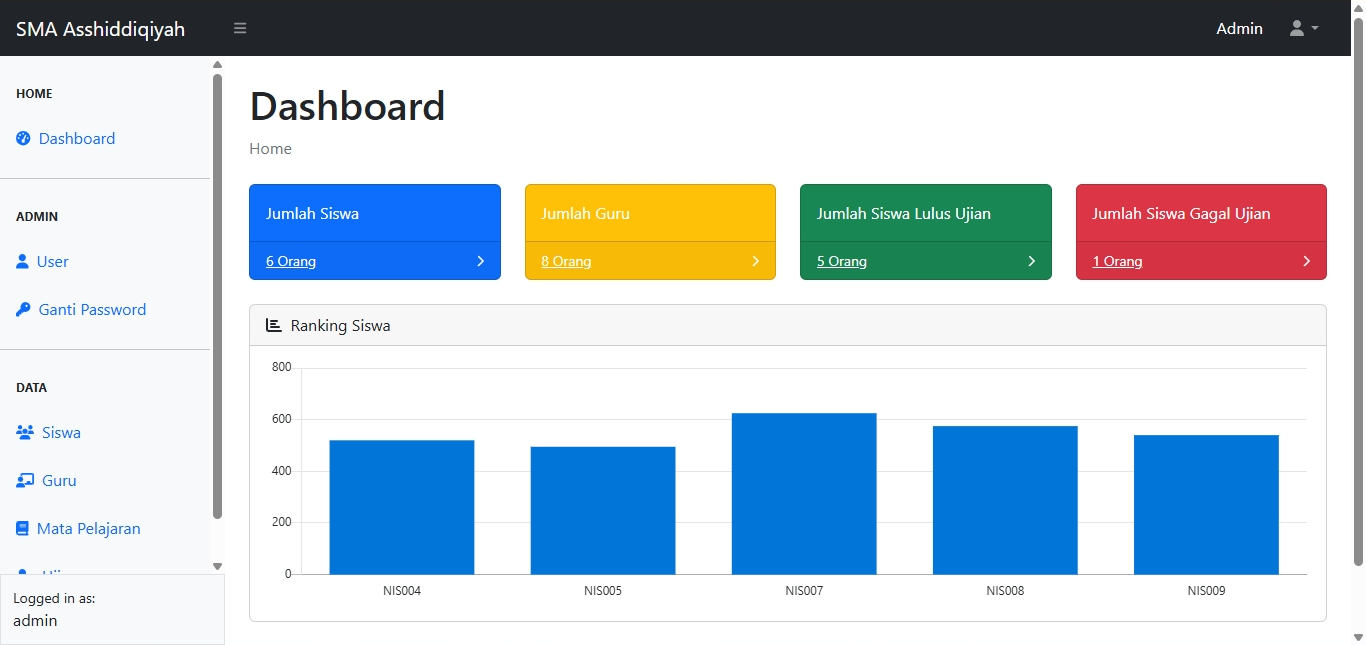 SMA Asshiddiqiyah
Admin
HOME
Dashboard
ADMIN
User
Ganti Password
DATA
Siswa
Guru
Mata Pelajaran
Logged in as:
admin
Dashboard
Home
Jumlah Siswa
6 Orang
Jumlah Guru
8 Orang
Jumlah Siswa Lulus Ujian
5 Orang
Jumlah Siswa Gagal Ujian
1 Orang
Ranking Siswa
800
600
400
200
0
NIS004
NIS005
NIS007
NIS008
NIS009